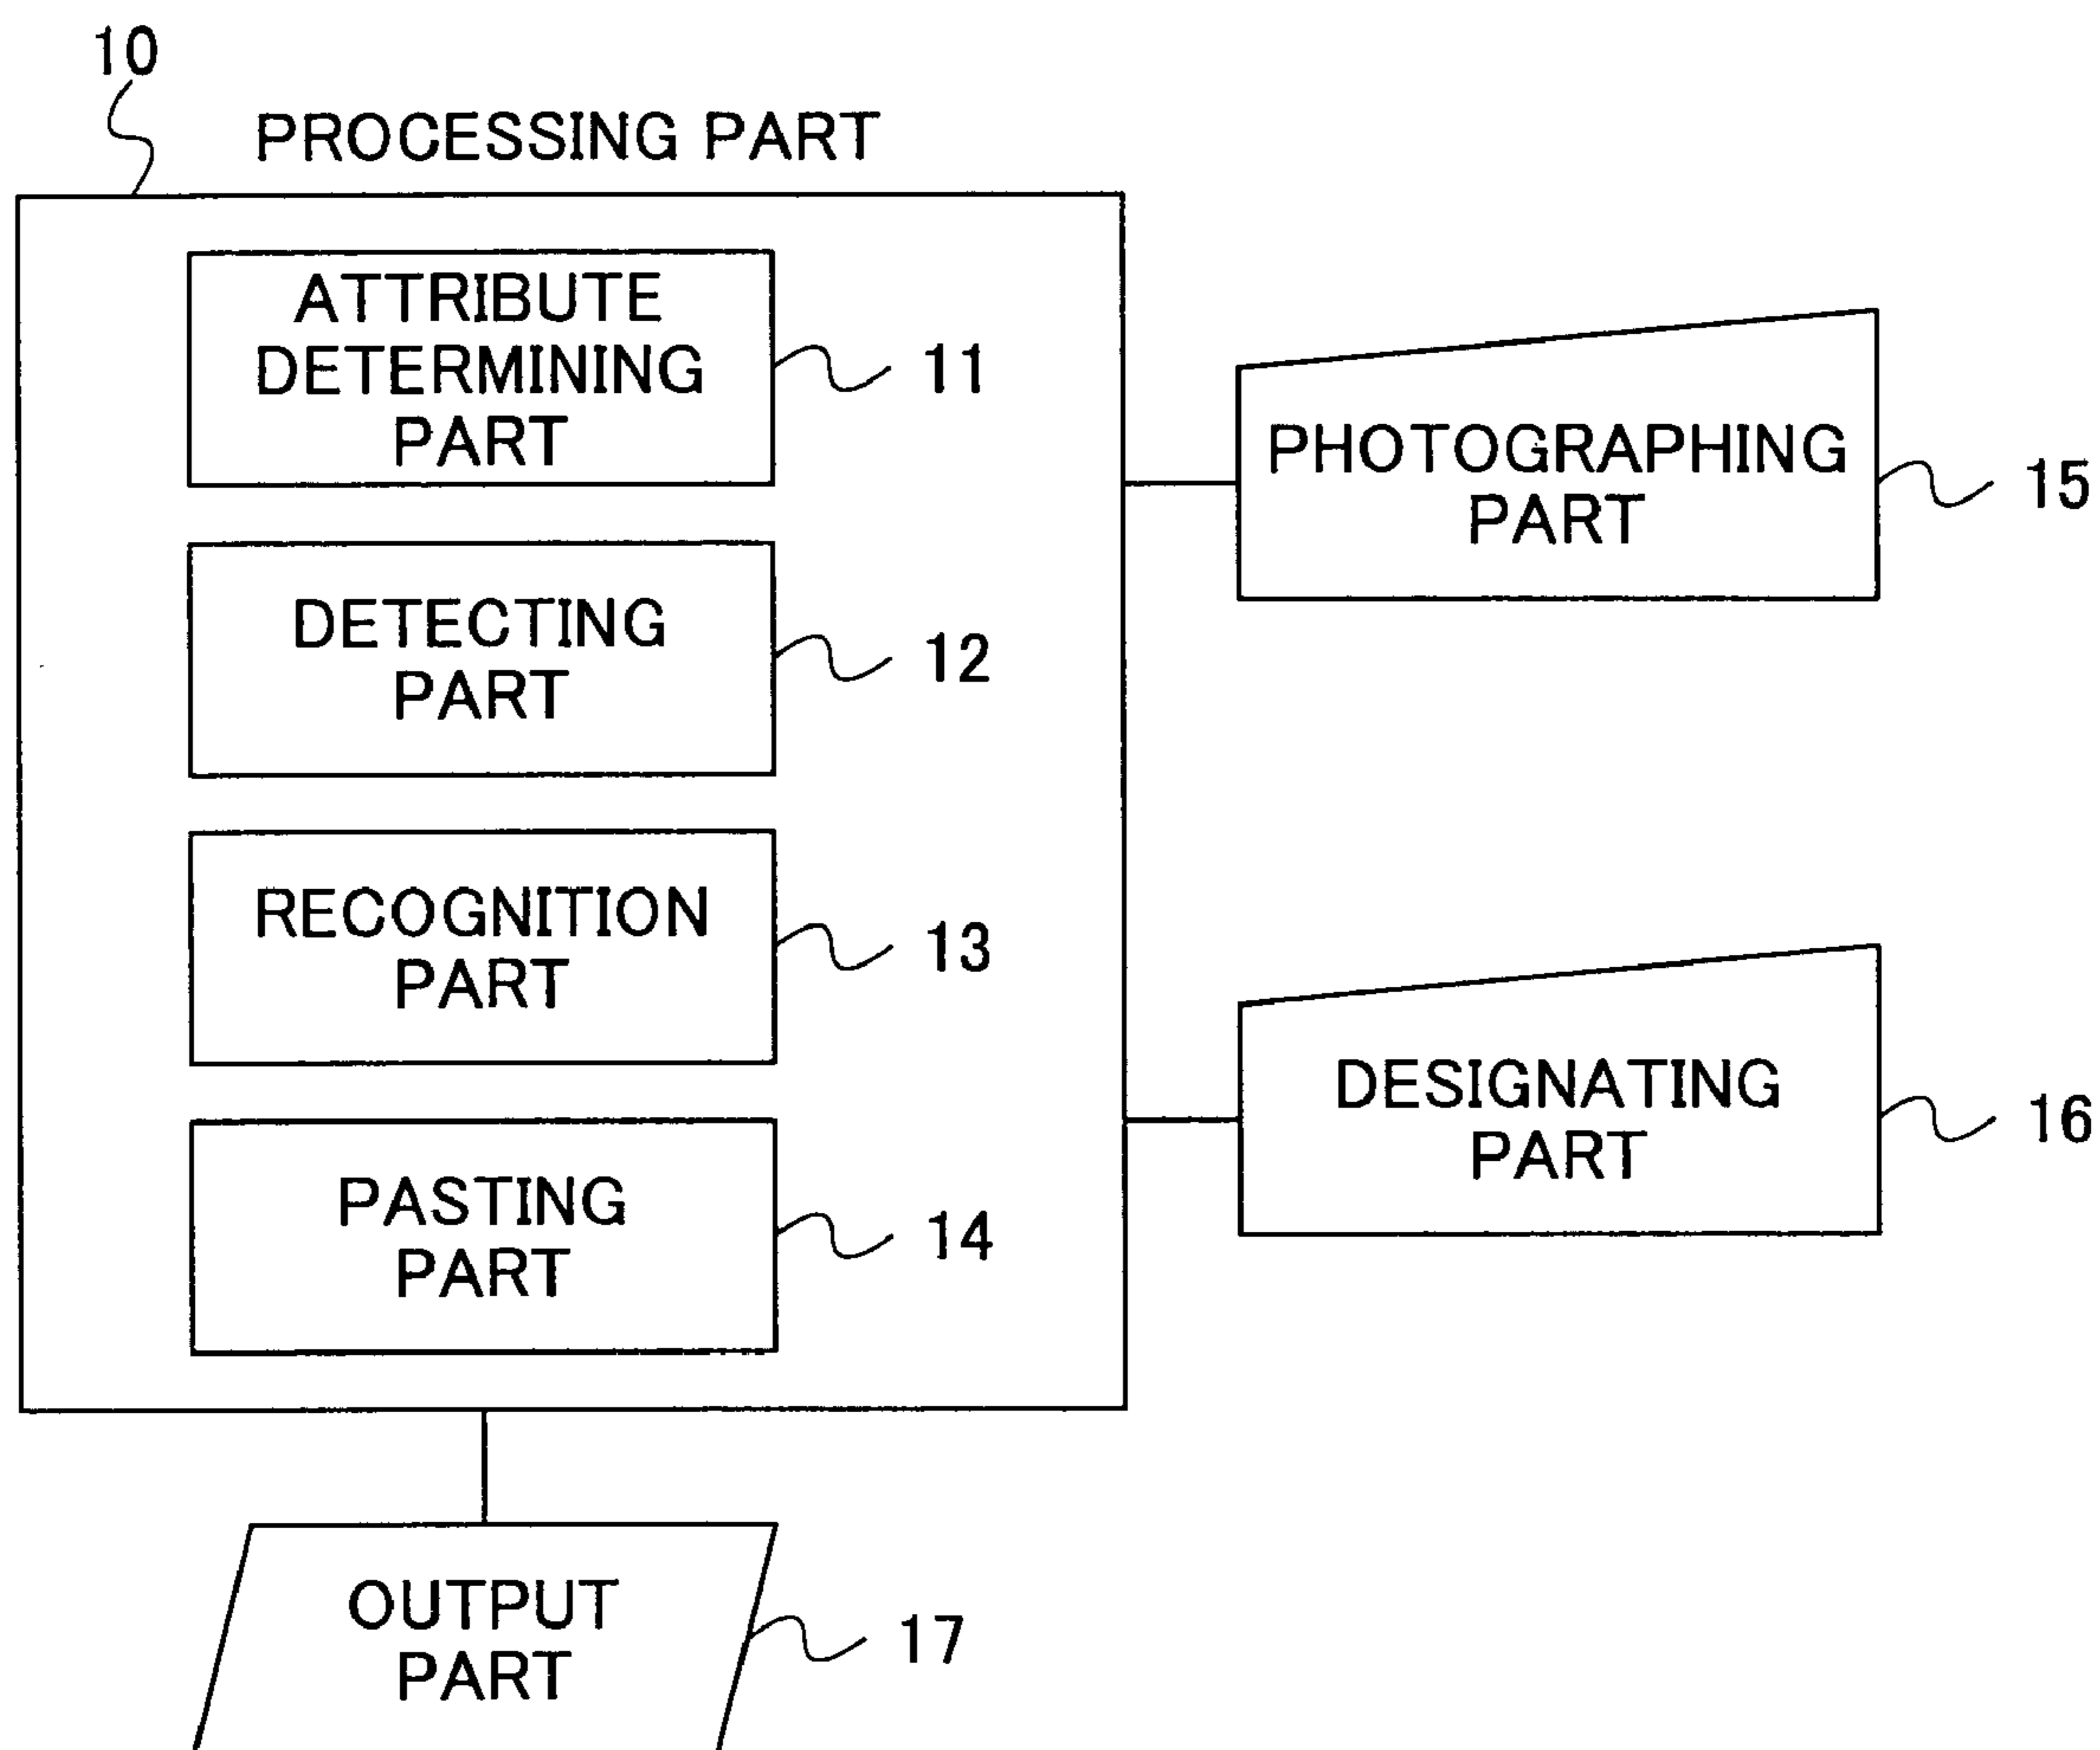 10
PROCESSING PART
ATTRIBUTE
DETERMINING
PART
11
DETECTING
PART
12
RECOGNITION
PART
13
PASTING
PART
14
PHOTOGRAPHING
PART
15
DESIGNATING
PART
16
OUTPUT
PART
17